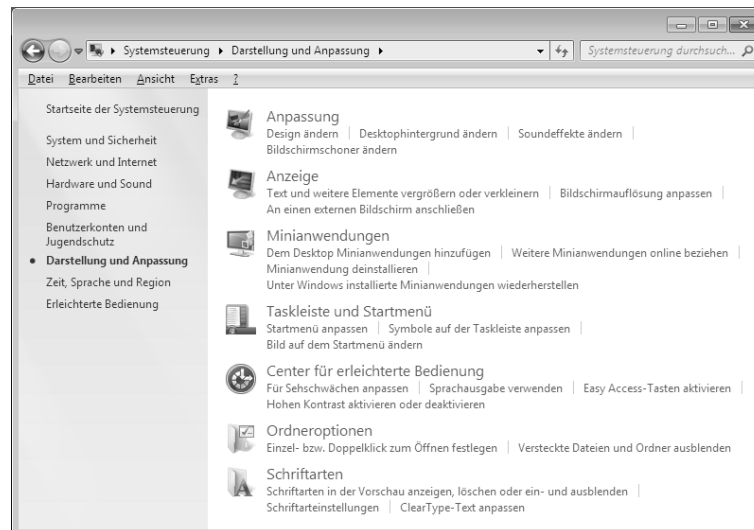 Systemsteuerung ▸ Darstellung und Anpassung ▸
Systemsteuerung durchsuch...
Datei Bearbeiten Ansicht Extras ?
Startseite der Systemsteuerung
System und Sicherheit
Netzwerk und Internet
Hardware und Sound
Programme
Benutzerkonten und
Jugendschutz
• Darstellung und Anpassung
Zeit, Sprache und Region
Erleichterte Bedienung
Anpassung
Design ändern | Desktophintergrund ändern | Soundeffekte ändern |
Bildschirmschoner ändern
Anzeige
Text und weitere Elemente vergrößern oder verkleinern | Bildschirmauflösung anpassen |
An einen externen Bildschirm anschließen
Minianwendungen
Dem Desktop Minianwendungen hinzufügen | Weitere Minianwendungen online beziehen |
Minianwendung deinstallieren |
Unter Windows installierte Minianwendungen wiederherstellen
Taskleiste und Startmenü
Startmenü anpassen | Symbole auf der Taskleiste anpassen |
Bild auf dem Startmenü ändern
Center für erleichterte Bedienung
Für Sehschwächen anpassen | Sprachausgabe verwenden | Easy Access-Tasten aktivieren |
Hohen Kontrast aktivieren oder deaktivieren
Ordneroptionen
Einzel- bzw. Doppelklick zum Öffnen festlegen | Versteckte Dateien und Ordner ausblenden
Schriftarten
Schriftarten in der Vorschau anzeigen, löschen oder ein- und ausblenden |
Schriftarteinstellungen | ClearType-Text anpassen